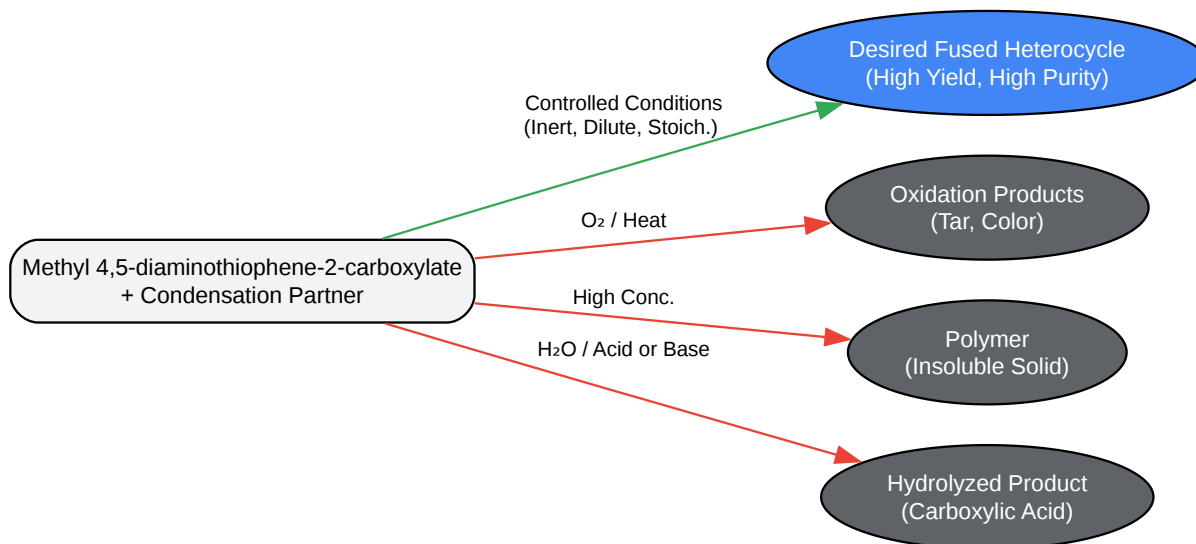 Desired Fused Heterocycle
(High Yield, High Purity)
Controlled Conditions
(Inert, Dilute, Stoich.)
Oxidation Products
(Tar, Color)
O₂ / Heat
Methyl 4,5-diaminothiophene-2-carboxylate
+ Condensation Partner
High Conc.
Polymer
(Insoluble Solid)
H₂O / Acid or Base
Hydrolyzed Product
(Carboxylic Acid)